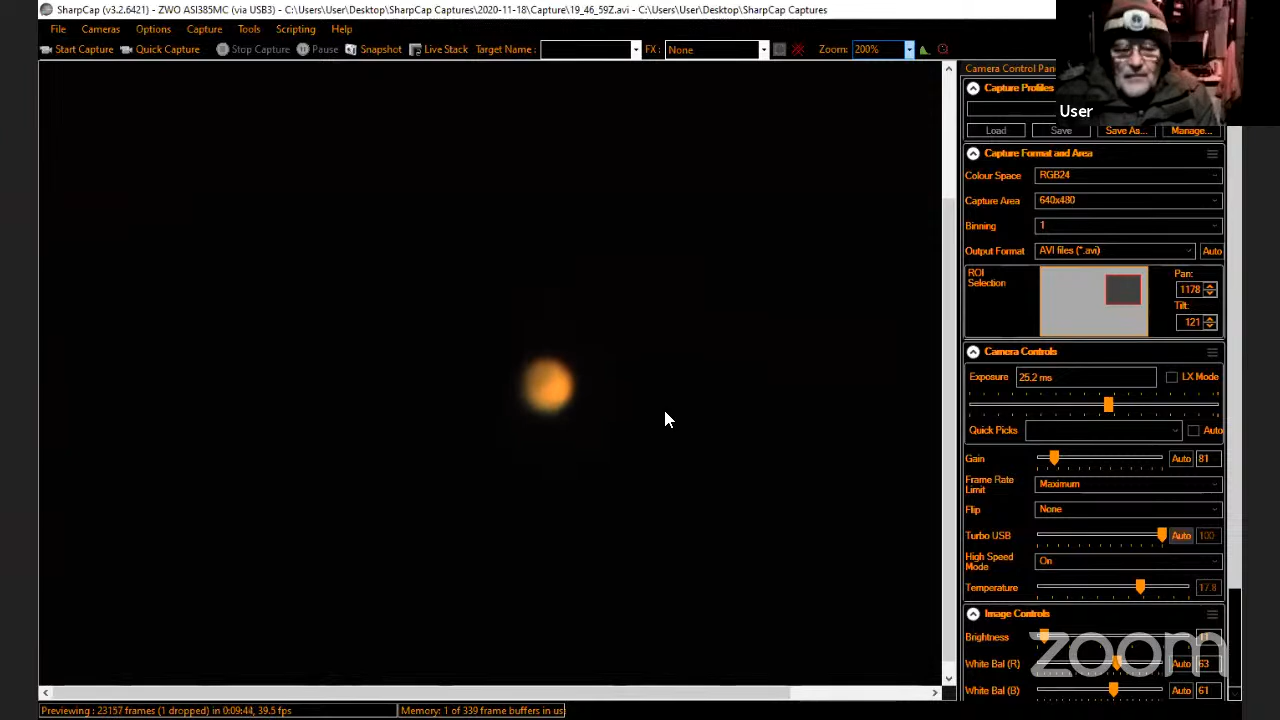 SharpCap (v3.2.6421) - ZWO ASI385MC (via USB3) - C:\Users\User\Desktop\SharpCap Captures\2020-11-18\Capture\19_46_59Z.avi - C:\Users\User\Desktop\SharpCap Captures
File Cameras Options Capture Tools Scripting Help
Start Capture Quick Capture Stop Capture Pause Snapshot Live Stack Target Name : FX : None Zoom: 200%
Camera Control Pan
Capture Profiles
User
Load Save Save As... Manage...
Capture Format and Area
Colour Space RGB24
Capture Area 640x480
Binning 1
Output Format AVI files (*.avi) Auto
ROI Selection
Pan:
1178
Tilt:
121
Camera Controls
Exposure 25.2 ms LX Mode
Quick Picks Auto
Gain Auto 81
Frame Rate Limit Maximum
Flip None
Turbo USB Auto 100
High Speed Mode On
Temperature 17.8
Image Controls
Brightness
zoom
White Bal (R) Auto 63
White Bal (B) Auto 61
Previewing : 23157 frames (1 dropped) in 0:09:44, 39.5 fps Memory: 1 of 339 frame buffers in us